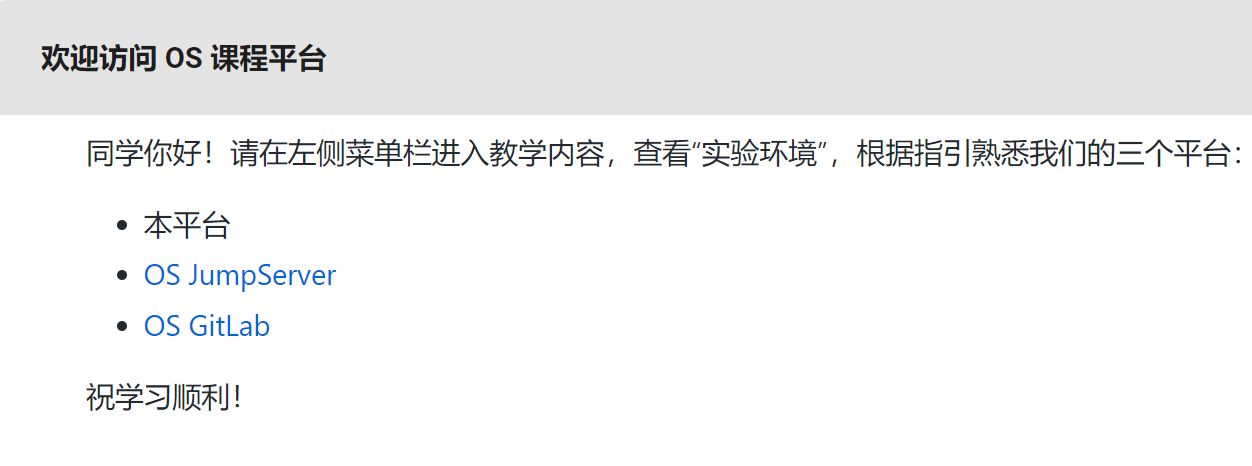 欢迎访问 OS 课程平台
同学你好！请在左侧菜单栏进入教学内容，查看“实验环境”，根据指引熟悉我们的三个平台：
本平台
OS JumpServer
OS GitLab
祝学习顺利！